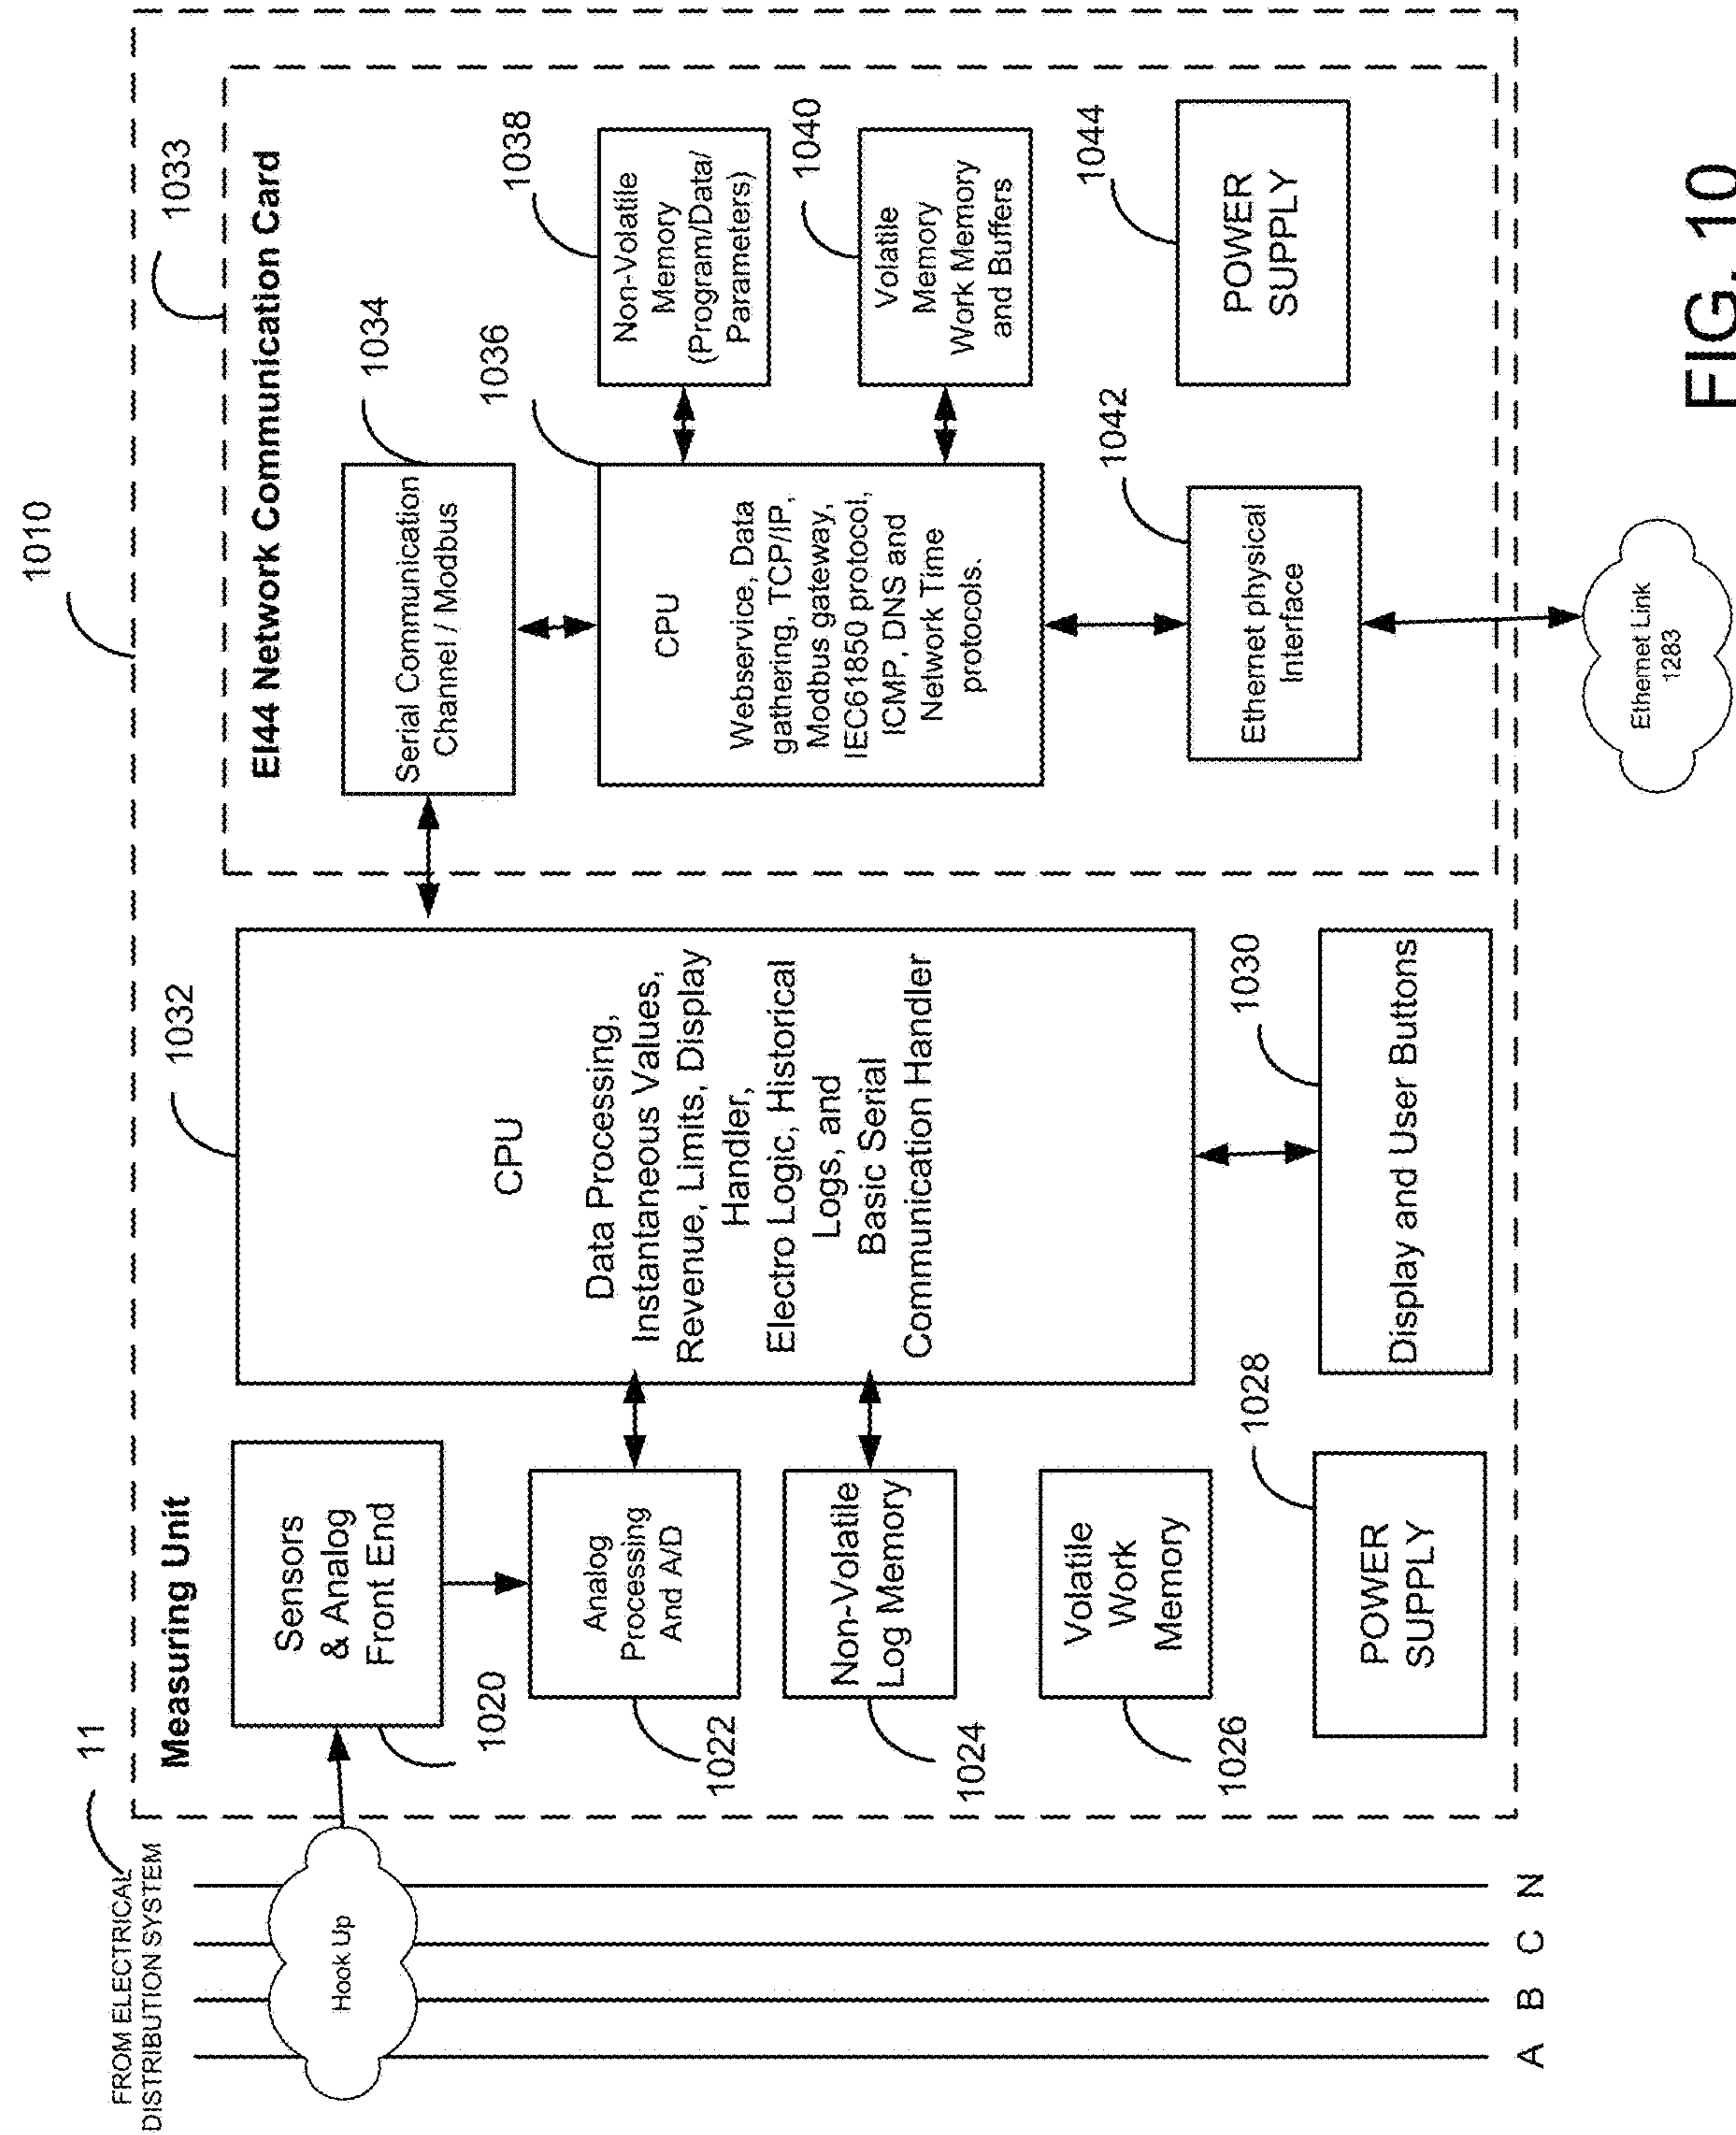 1010
FROM ELECTRICAL
DISTRIBUTION SYSTEM
11
Measuring Unit
Hook Up
A
B
C
N
Sensors
& Analog
Front End
1020
Analog
Processing
And A/D
1022
Non-Volatile
Log Memory
1024
Volatile
Work
Memory
1026
POWER
SUPPLY
1028
1032
CPU
Data Processing,
Instantaneous Values,
Revenue, Limits, Display
Handler,
Electro Logic, Historical
Logs, and
Basic Serial
Communication Handler
1030
Display and User Buttons
1033
EI44 Network Communication Card
1034
Serial Communication
Channel / Modbus
1036
CPU
Webservice, Data
gathering, TCP/IP,
Modbus gateway,
IEC61850 protocol,
ICMP, DNS and
Network Time
protocols.
1038
Non-Volatile
Memory
(Program/Data/
Parameters)
1040
Volatile
Memory
Work Memory
and Buffers
1042
Ethernet physical
Interface
1044
POWER
SUPPLY
Ethernet Link
1283
FIG. 10